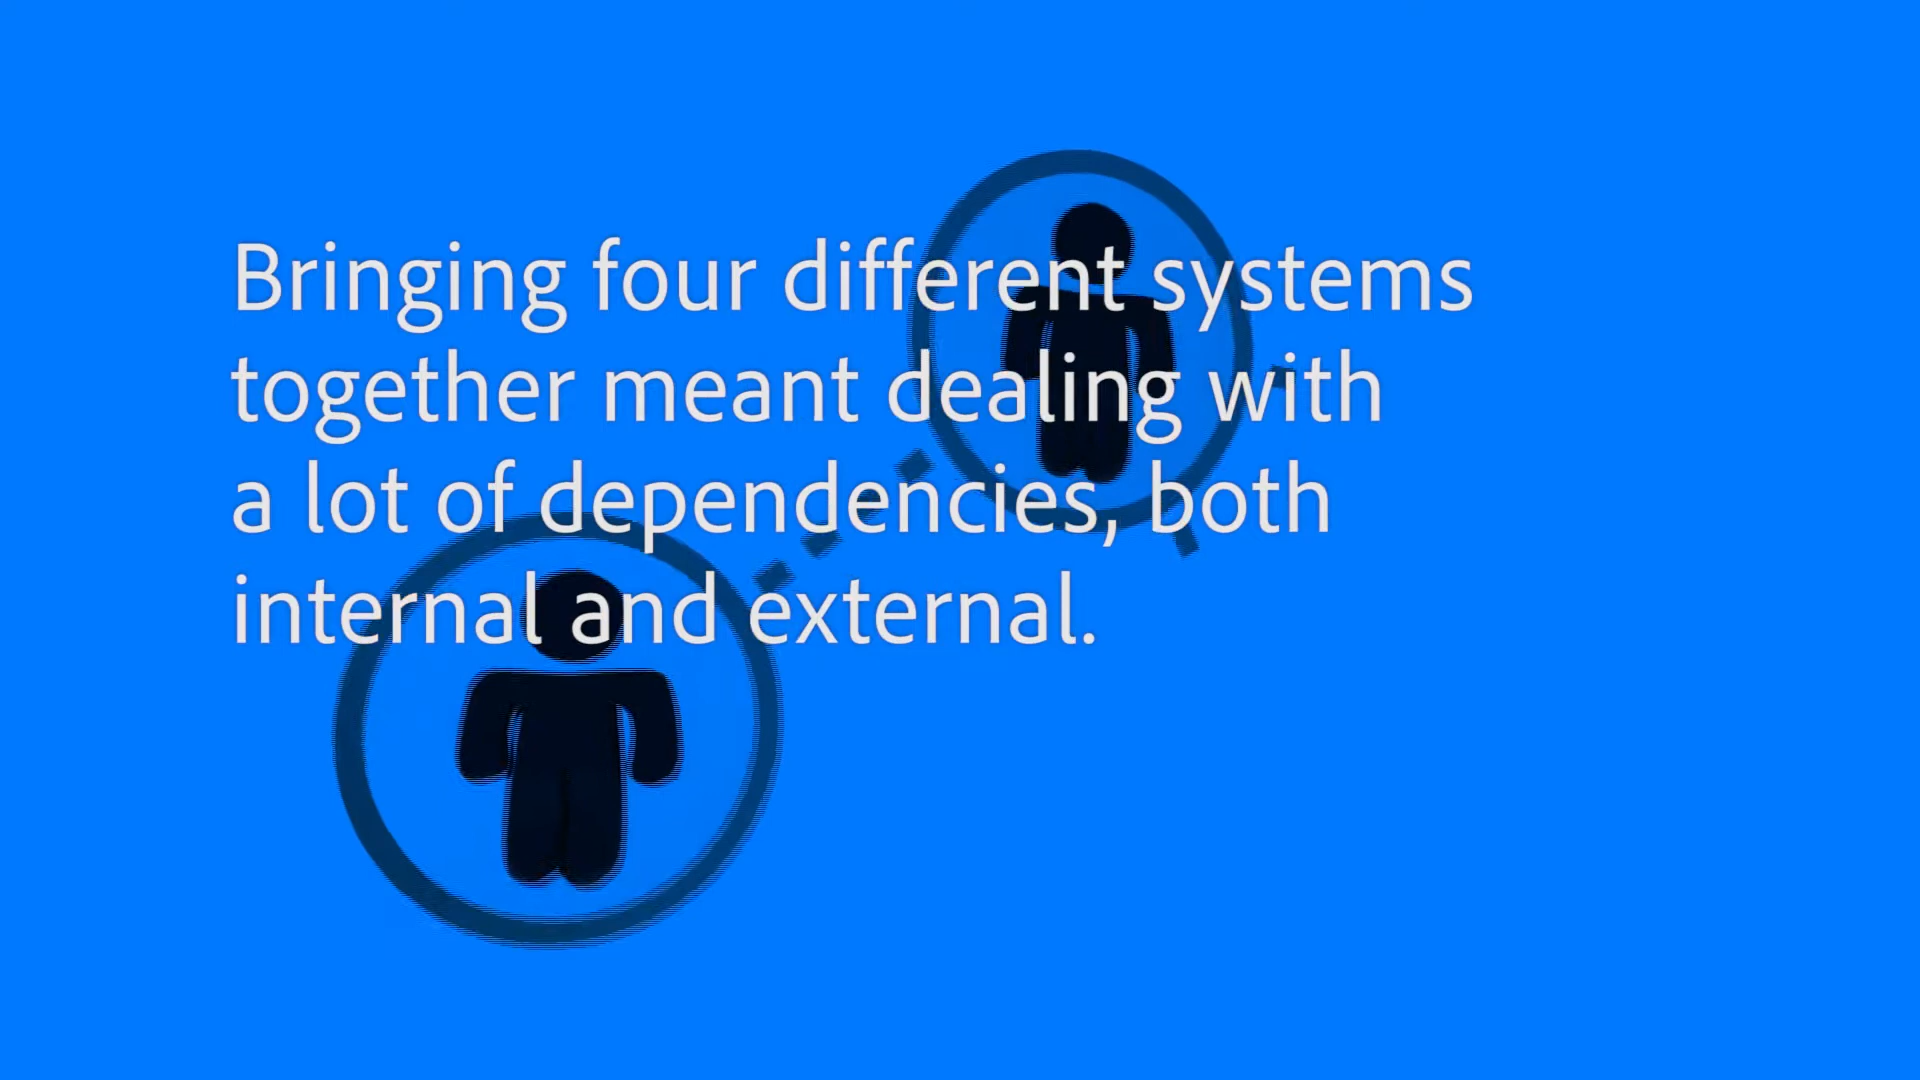 Bringing four different systems
together meant dealing with
a lot of dependencies, both
internal and external.